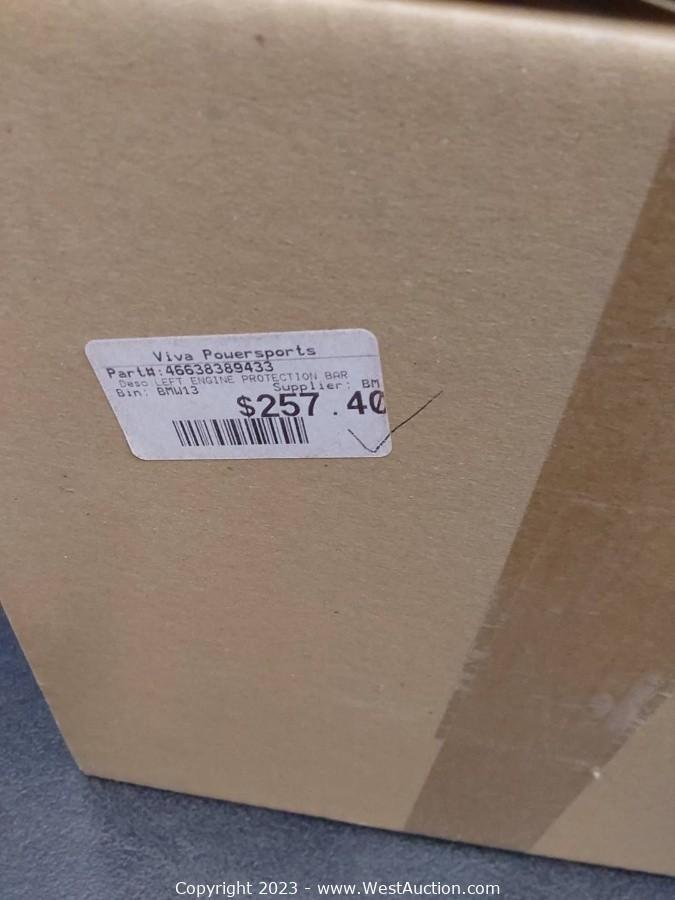 Viva Powersports
Part#:46638389433
Desc LEFT ENGINE PROTECTION BAR
Bin: BMW13 Supplier: BM
$257.40
Copyright 2023 - www.WestAuction.com